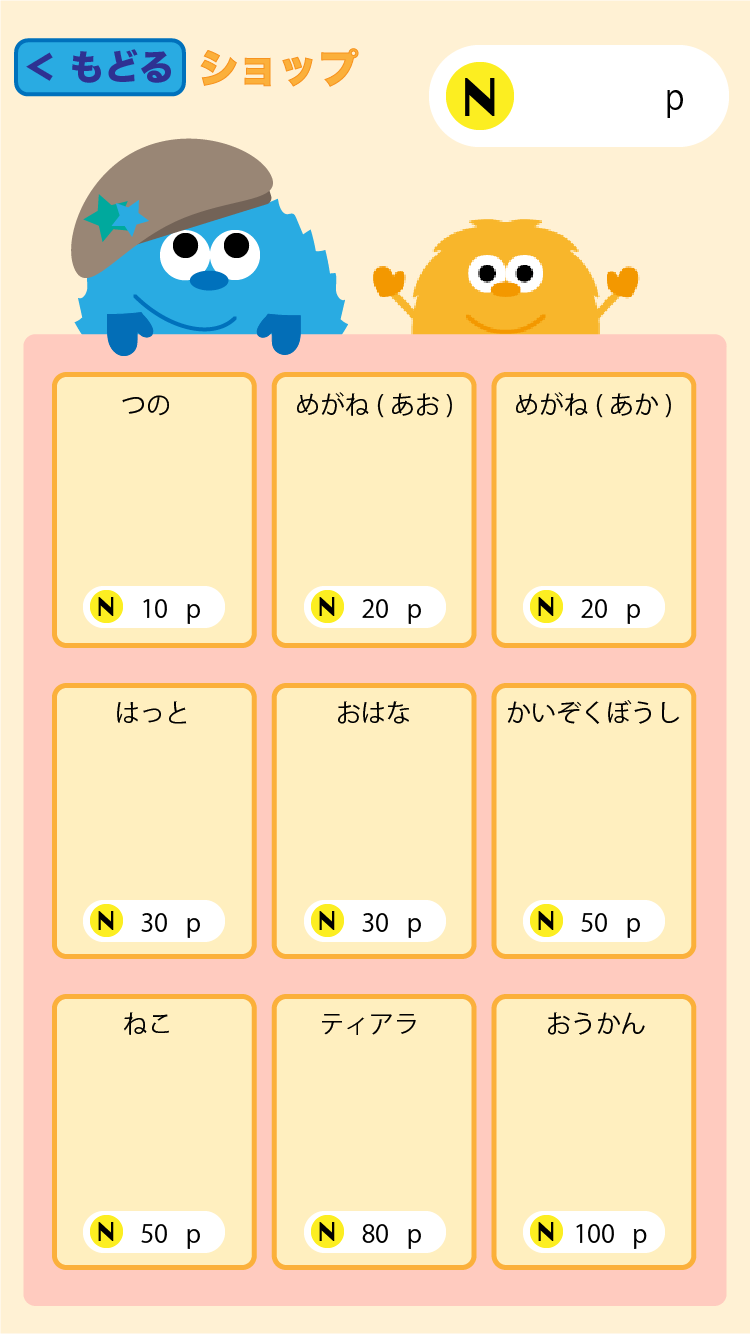 < もどる ショップ
N p
つの
N 10 p
めがね ( あお )
N 20 p
めがね ( あか )
N 20 p
はっと
N 30 p
おはな
N 30 p
かいぞくぼうし
N 50 p
ねこ
N 50 p
ティアラ
N 80 p
おうかん
N 100 p